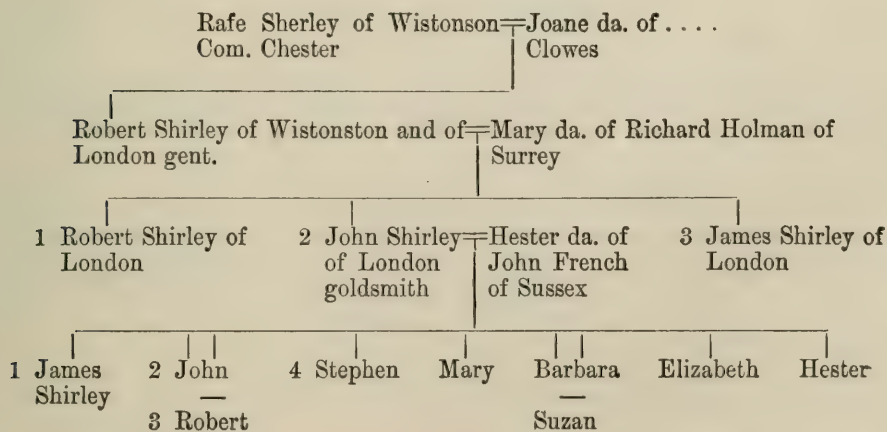 Rafe Sherley of Wistonson=Joane da. of . . . .
Com. Chester Clowes
Robert Shirley of Wistonston and of=Mary da. of Richard Holman of
London gent. Surrey
1 Robert Shirley of 2 John Shirley=Hester da. of 3 James Shirley of
London of London John French London
goldsmith of Sussex
1 James 2 John 4 Stephen Mary Barbara Elizabeth Hester
Shirley — —
3 Robert Suzan